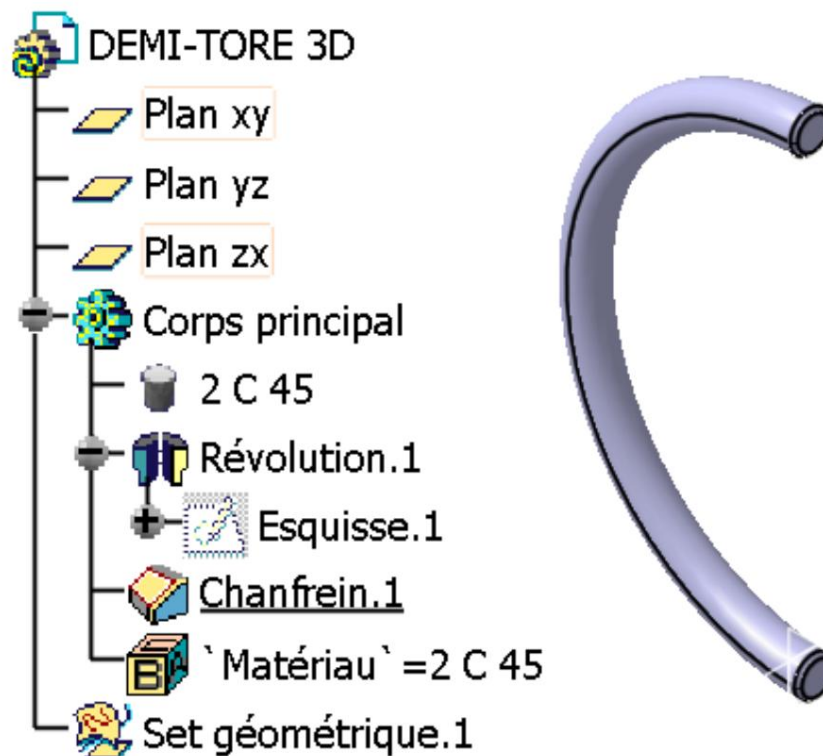 DEMI-TORE 3D
Plan xy
Plan yz
Plan zx
Corps principal
2 C 45
Révolution.1
Esquisse.1
Chanfrein.1
B A `Matériau`=2 C 45
Set géométrique.1